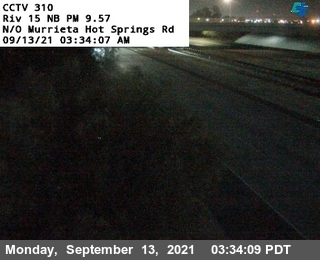 CCTV 310
Riv 15 NB PM 9.57
N/O Murrieta Hot Springs Rd
09/13/21 03:34:07 AM
Monday, September 13, 2021 03:34:09 PDT